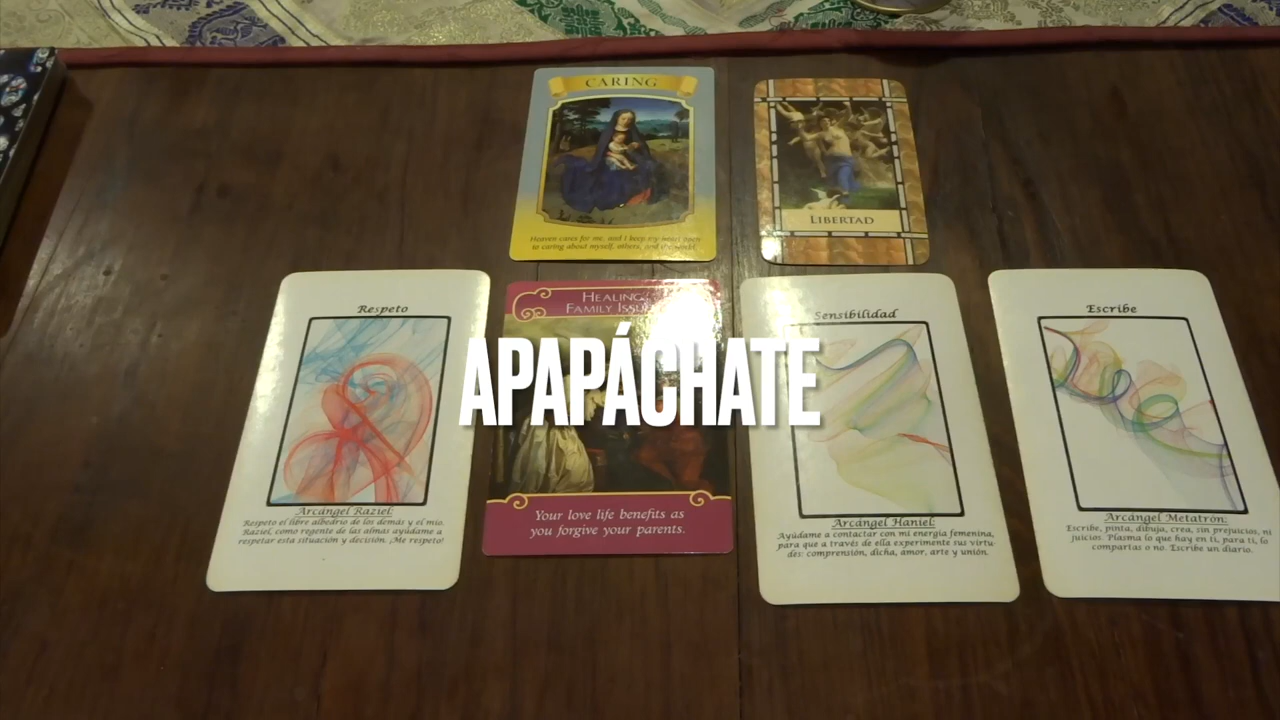 CARING
Heaven cares for me, and I keep my heart open
to caring about myself, others, and the world.
LIBERTAD
Respeto
Arcángel Raziel:
Respeto el libre albedrío de los demás y el mio.
Raziel, como regente de las almas ayúdame a
respetar esta situación y decisión. ¡Me respeto!
HEALING
FAMILY
Your love life benefits as
you forgive your parents.
APAPÁCHATE
Sensibilidad
Arcángel Haniel:
Ayúdame a contactar con mi energía femenina,
para que a través de ella experimente sus virtu-
des: comprensión, dicha, amor, arte y unión.
Escribe
Arcángel Metatrón:
Escribe, pinta, dibuja, crea, sin prejuicios, ni
juicios. Plasma lo que hay en ti, para ti, lo
compartas o no. Escribe un diario.